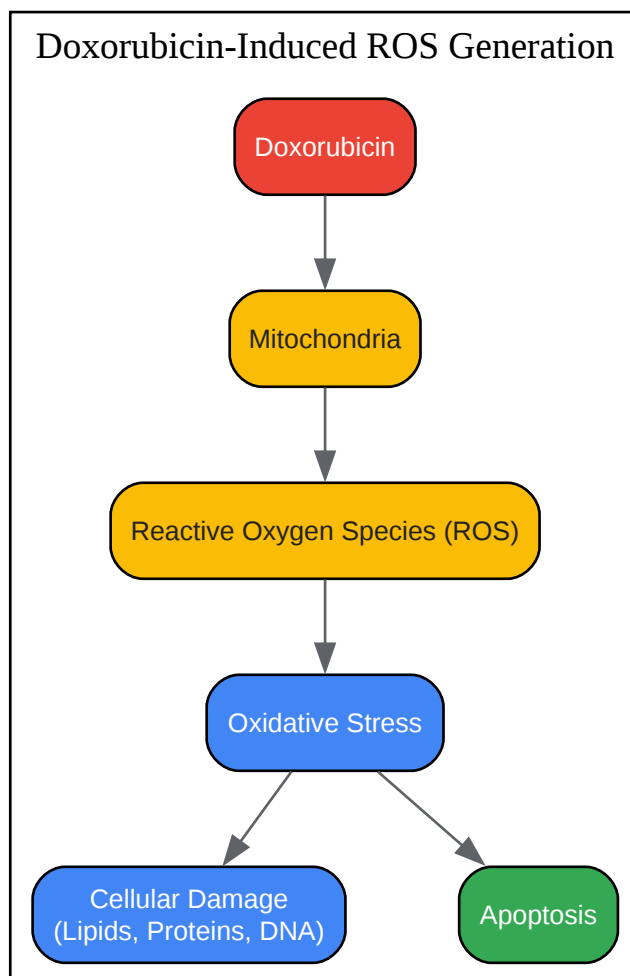 Doxorubicin-Induced ROS Generation
Doxorubicin
Mitochondria
Reactive Oxygen Species (ROS)
Oxidative Stress
Cellular Damage
(Lipids, Proteins, DNA)
Apoptosis